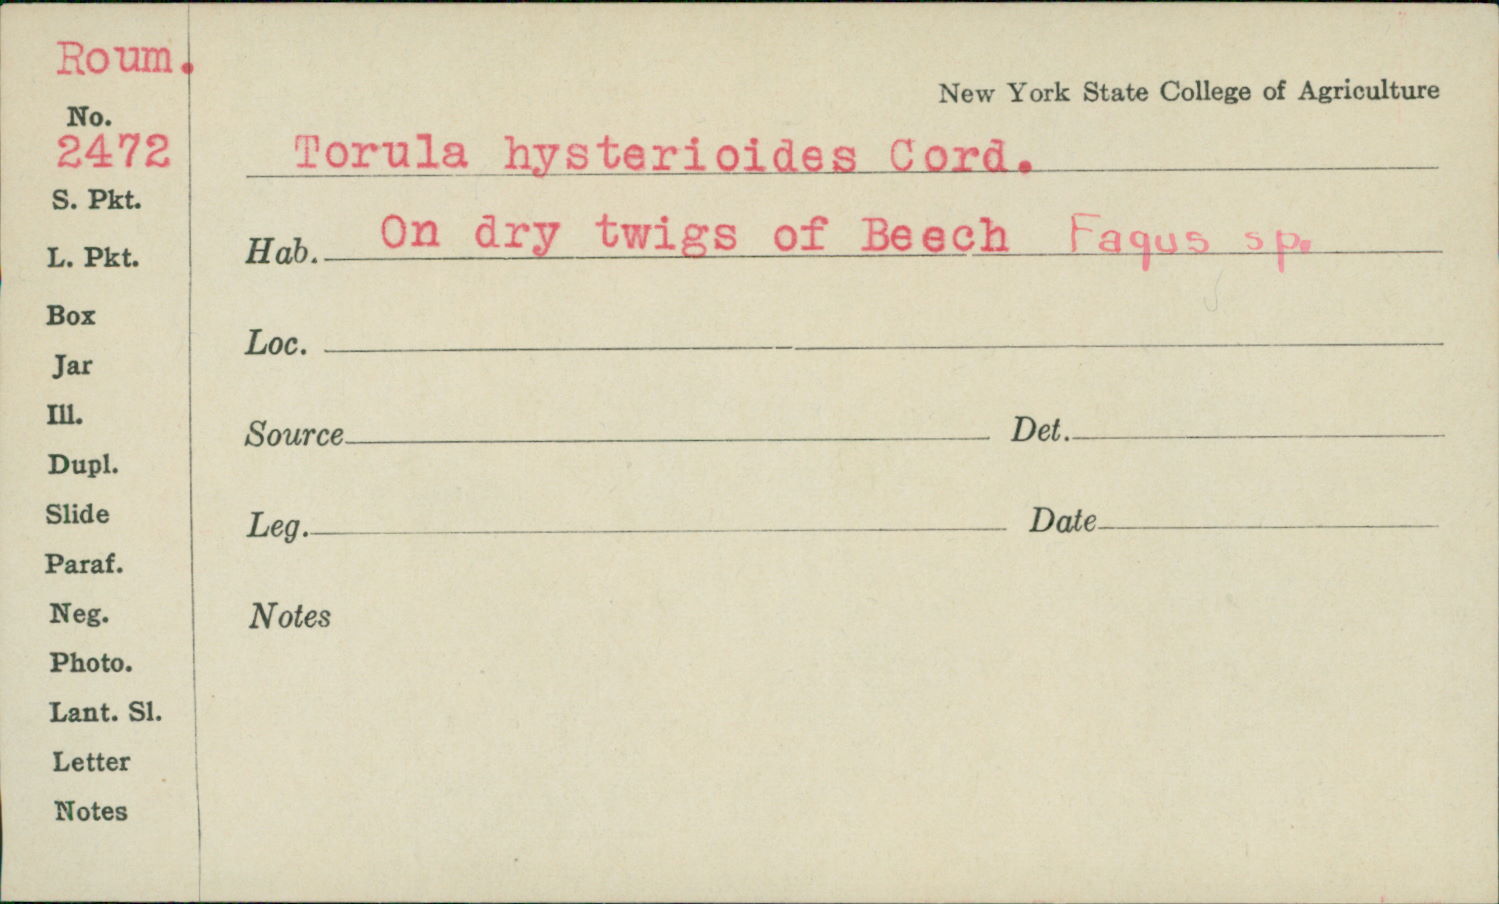 Roum.
New York State College of Agriculture
No.
2472
Torula hysterioides Cord.
S. Pkt.
Hab. On dry twigs of Beech Fagus sp.
L. Pkt.
Box
Loc.
Jar
Ill.
Source Det.
Dupl.
Slide
Leg. Date
Paraf.
Neg.
Notes
Photo.
Lant. Sl.
Letter
Notes